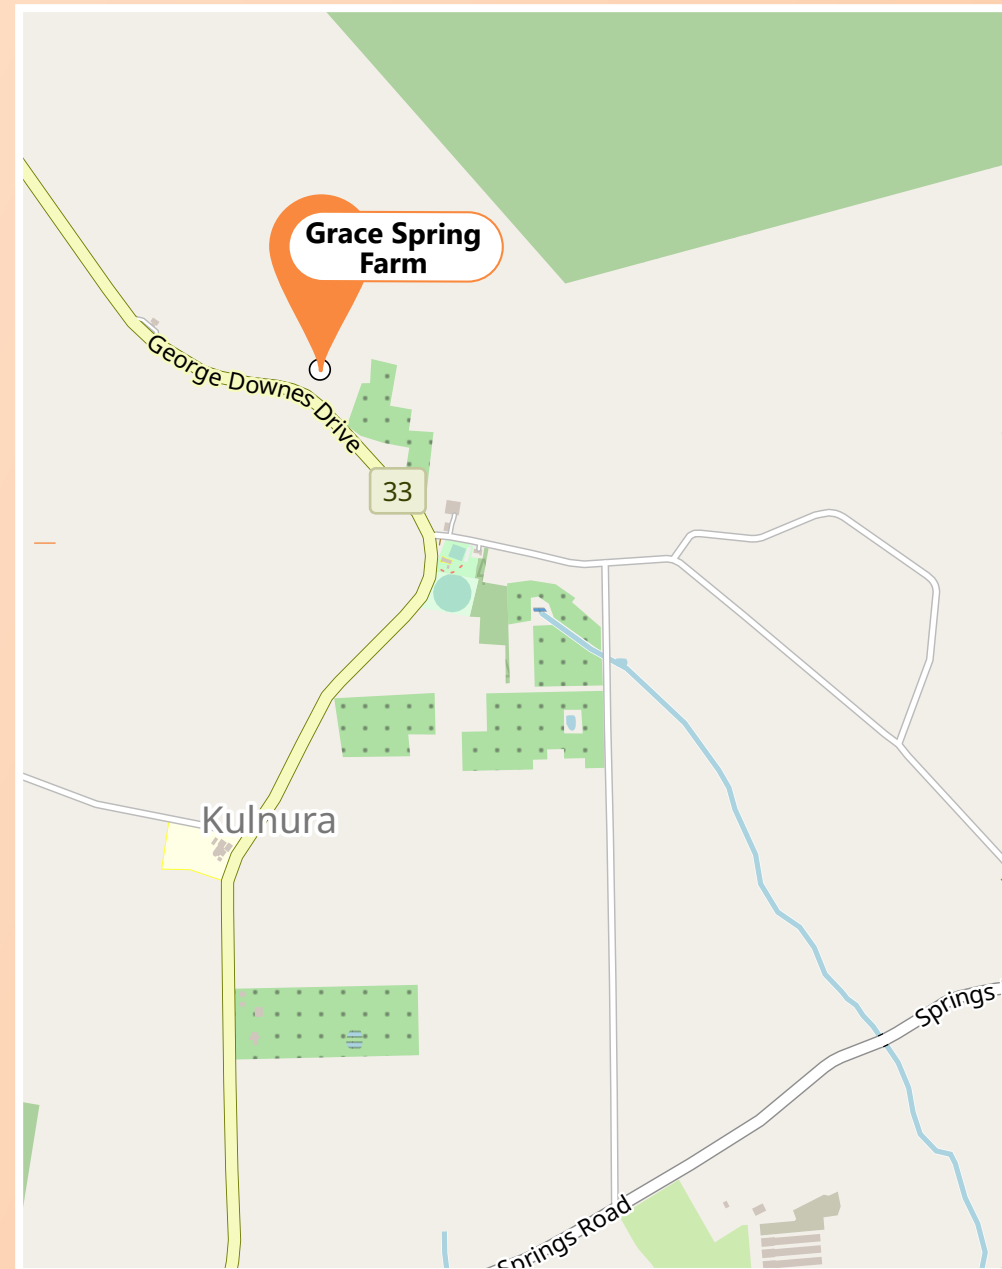 Grace Spring
Farm
George Downes Drive
33
Kulnura
Springs
Springs Road